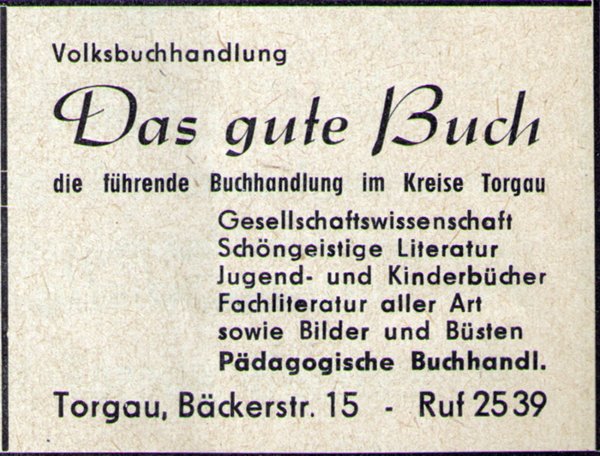 Volksbuchhandlung
Das gute Buch
die führende Buchhandlung im Kreise Torgau
Gesellschaftswissenschaft
Schöngeistige Literatur
Jugend- und Kinderbücher
Fachliteratur aller Art
sowie Bilder und Büsten
Pädagogische Buchhandl.
Torgau, Bäckerstr. 15 - Ruf 2539